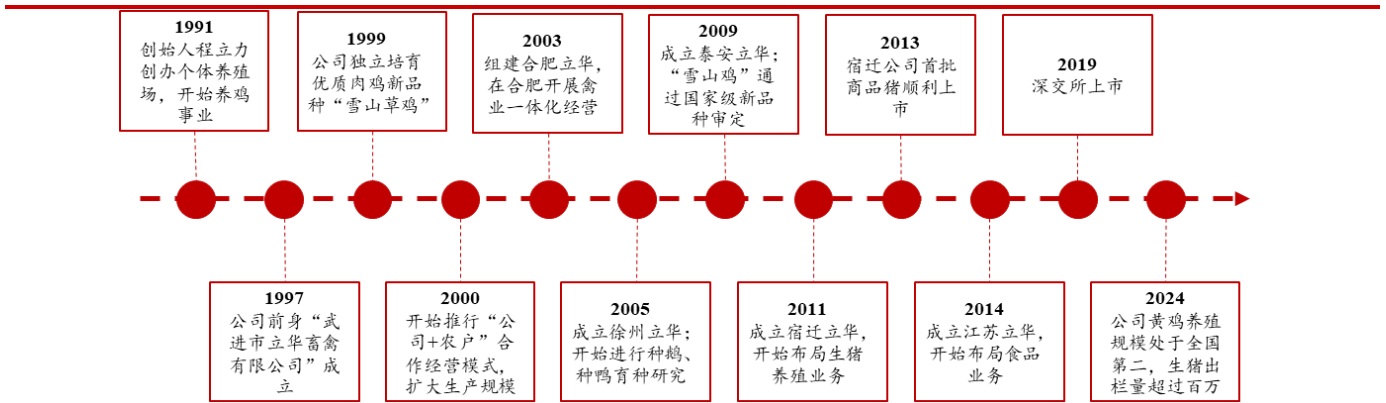 1991
创始人程立力
创办个体养殖
场，开始养鸡
事业
1997
公司前身“武
进市立华畜禽
有限公司”成
立
1999
公司独立培育
优质肉鸡新品
种“雪山草鸡”
2000
开始推行“公
司+农户”合
作经营模式，
扩大生产规模
2003
组建合肥立华，
在合肥开展禽
业一体化经营
2005
成立徐州立华；
开始进行种鹅、
种鸭育种研究
2009
成立泰安立华；
“雪山鸡”通
过国家级新品
种审定
2011
成立宿迁立华，
开始布局生猪
养殖业务
2013
宿迁公司首批
商品猪顺利上
市
2014
成立江苏立华，
开始布局食品
业务
2019
深交所上市
2024
公司黄鸡养殖
规模处于全国
第二，生猪出
栏量超过百万